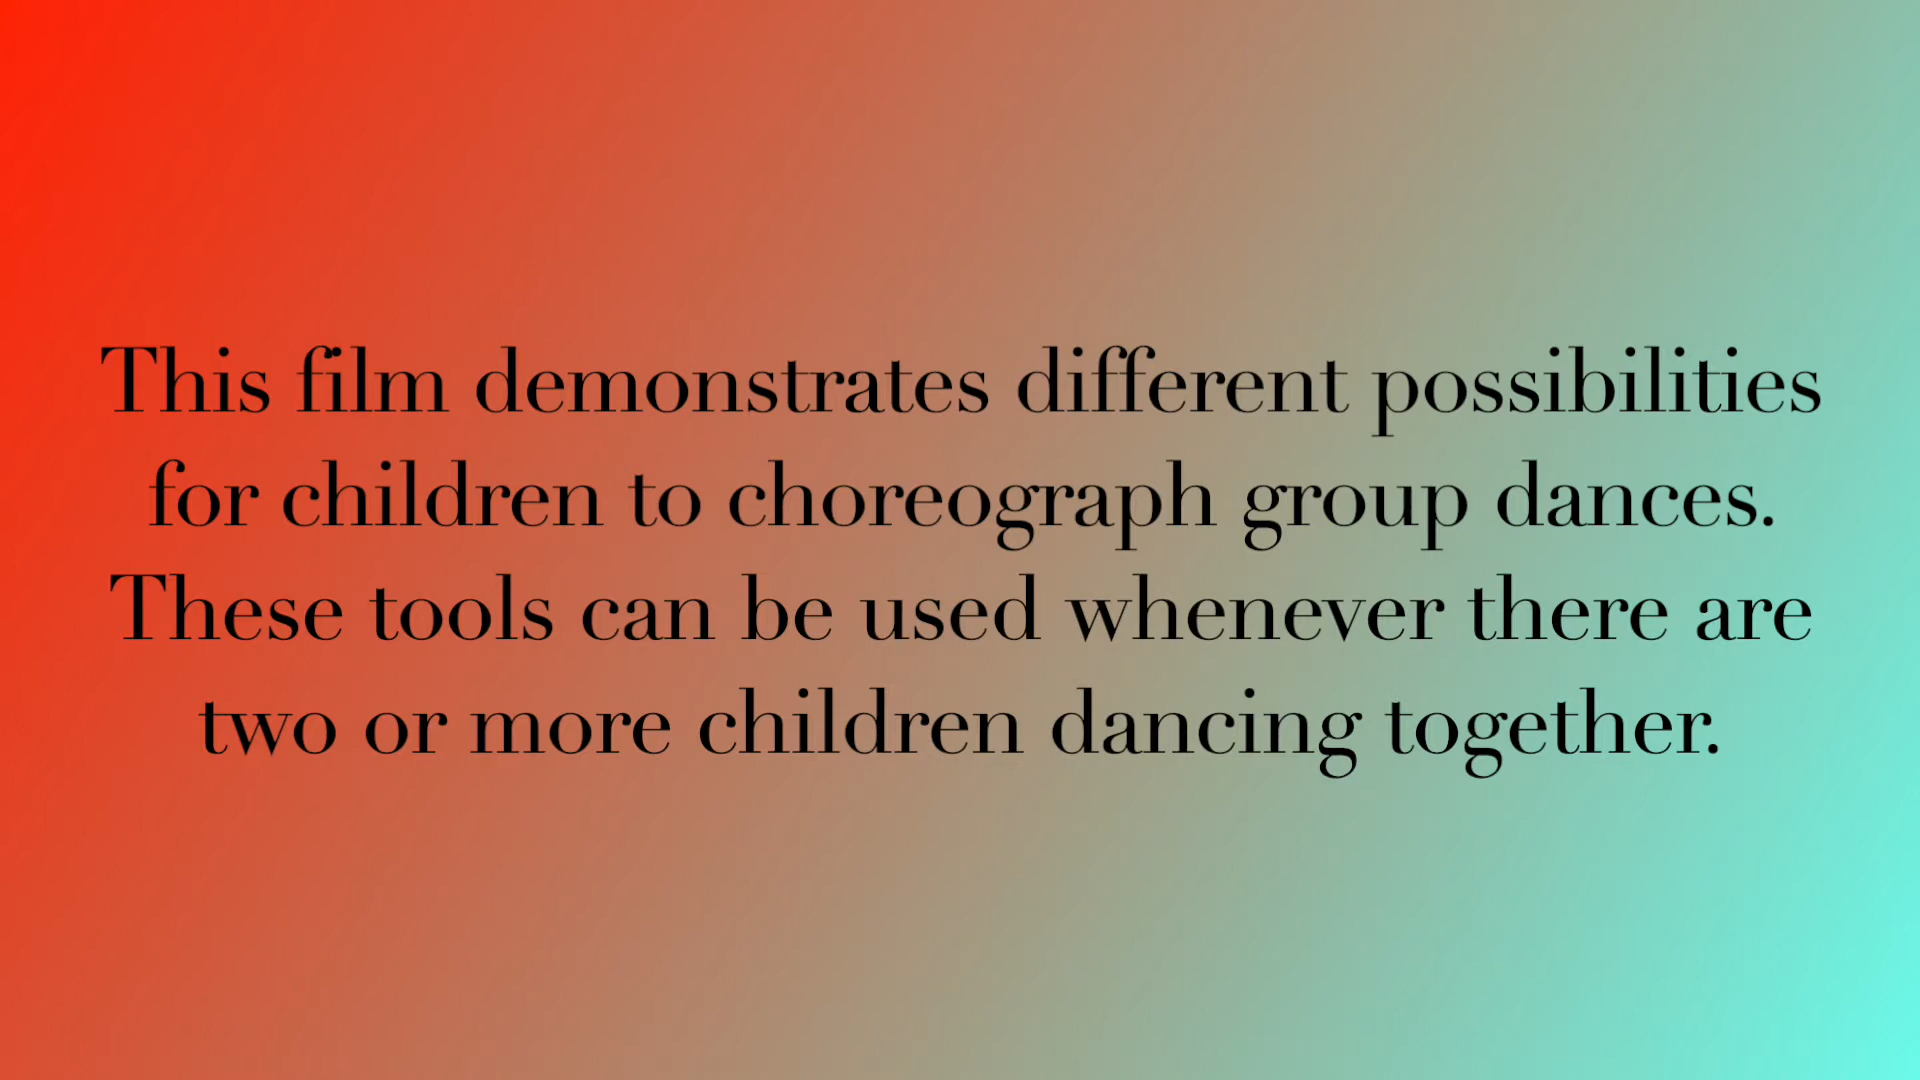 This film demonstrates different possibilities
for children to choreograph group dances.
These tools can be used whenever there are
two or more children dancing together.